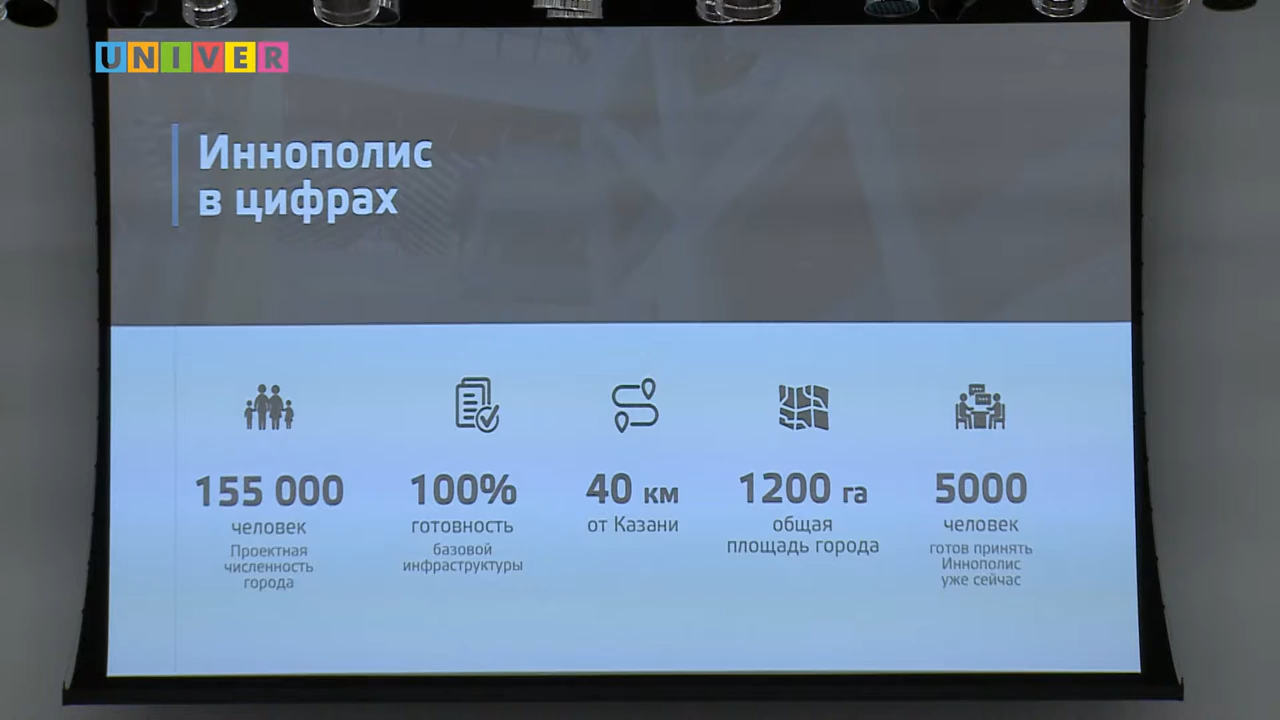 UNIVER
Иннополис
в цифрах
155 000
человек
Проектная
численность
города
100%
готовность
базовой
инфраструктуры
40 км
от Казани
1200 га
общая
площадь города
5000
человек
готов принять
Иннополис
уже сейчас